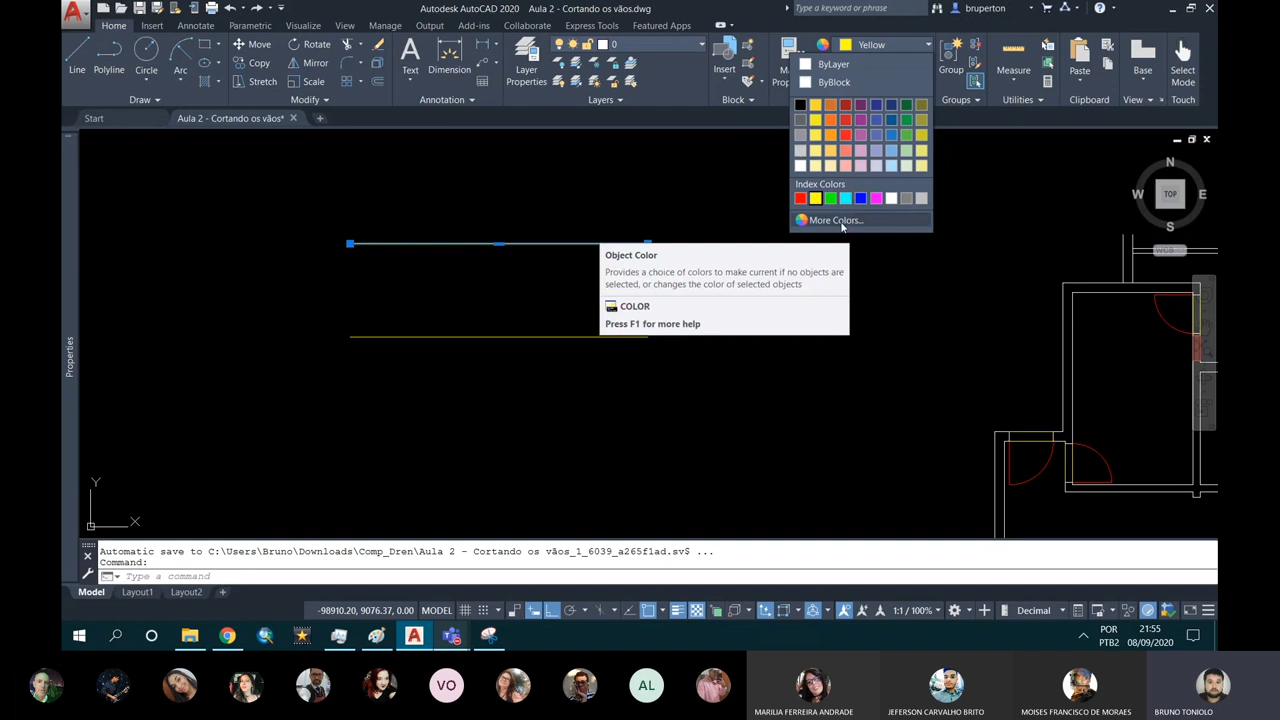 Autodesk AutoCAD 2020 Aula 2 - Cortando os vãos.dwg
Type a keyword or phrase
bruperton
Home Insert Annotate Parametric Visualize View Manage Output Add-ins Collaborate Express Tools Featured Apps
Line Polyline Circle Arc
Move Rotate
Copy Mirror
Stretch Scale
Text Dimension
Layer
Properties
0
Insert
Yellow
Group
Measure
Paste
Base
Select
Mode
Draw Modify Annotation Layers Block Groups Utilities Clipboard View Touch
Start Aula 2 - Cortando os vãos*
ByLayer
ByBlock
Index Colors
More Colors...
Object Color
Provides a choice of colors to make current if no objects are
selected, or changes the color of selected objects
COLOR
Press F1 for more help
N
W TOP E
S
WCS
Properties
Y
X
Automatic save to C:\Users\Bruno\Downloads\Comp_Dren\Aula 2 - Cortando os vãos_1_6039_a265f1ad.sv$ ...
Command:
Type a command
Model Layout1 Layout2
-98910.20, 9076.37, 0.00 MODEL
1:1 / 100%
Decimal
POR
PTB2
21:55
08/09/2020
VO
AL
MARILIA FERREIRA ANDRADE
JEFERSON CARVALHO BRITO
MOISES FRANCISCO DE MORAES
BRUNO TONIOLO